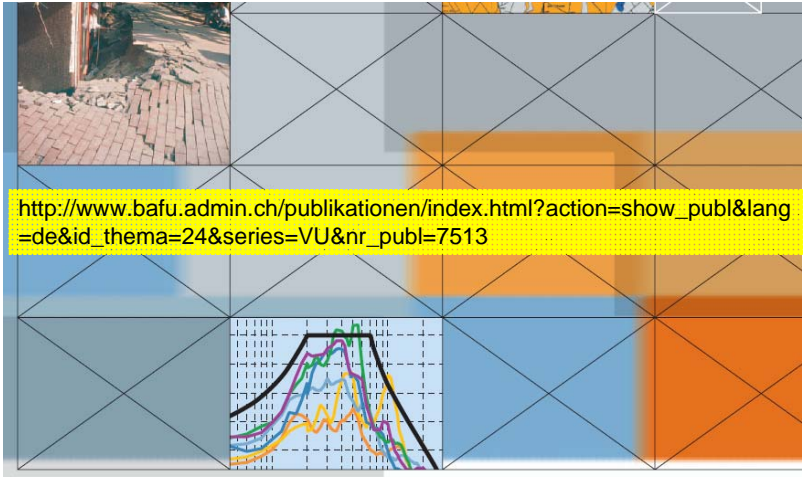 http://www.bafu.admin.ch/publikationen/index.html?action=show_publ&lang
=de&id_thema=24&series=VU&nr_publ=7513